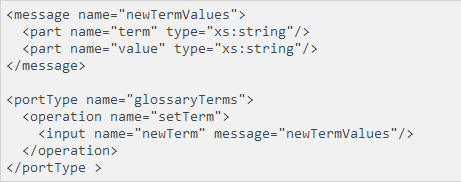 <message name="newTermValues">
  <part name="term" type="xs:string"/>
  <part name="value" type="xs:string"/>
</message>

<portType name="glossaryTerms">
  <operation name="setTerm">
    <input name="newTerm" message="newTermValues"/>
  </operation>
</portType >